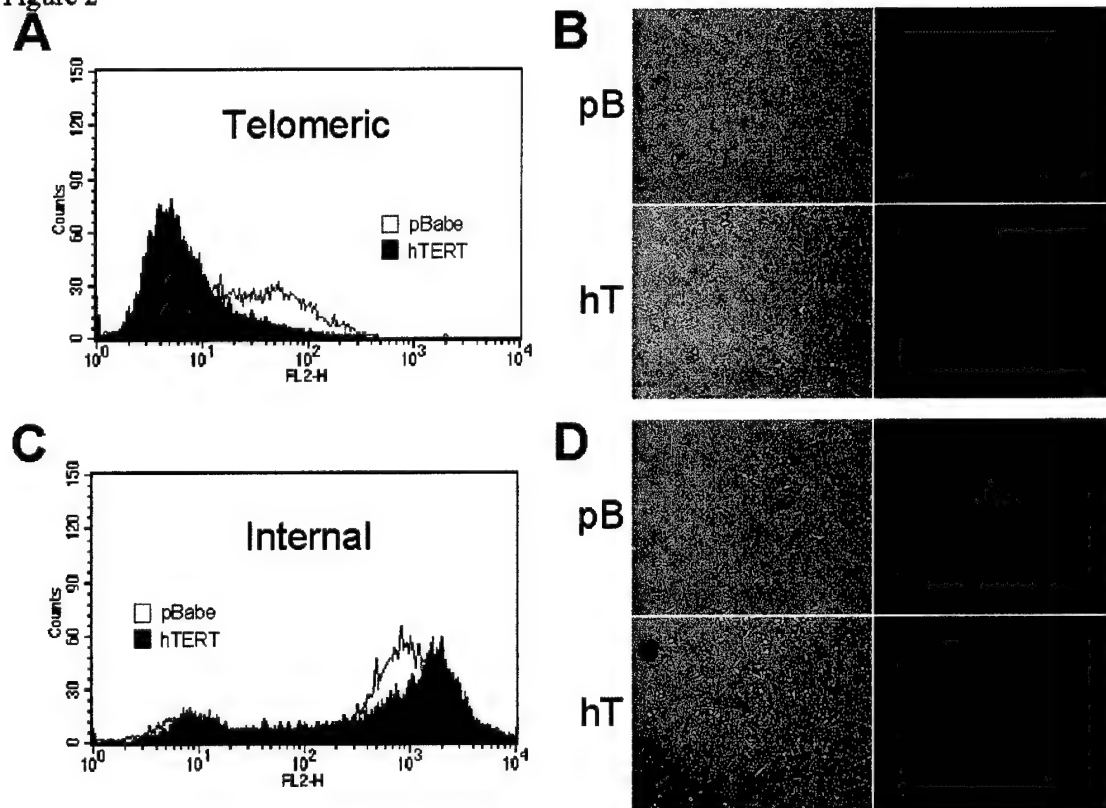 Figure 2
A
150
120
90
60
30
0
Counts
Telomeric
pBabe
hTERT
10^0 10^1 10^2 10^3 10^4
FL2-H
B
pB
hT
C
150
120
90
60
30
0
Counts
Internal
pBabe
hTERT
10^0 10^1 10^2 10^3 10^4
FL2-H
D
pB
hT